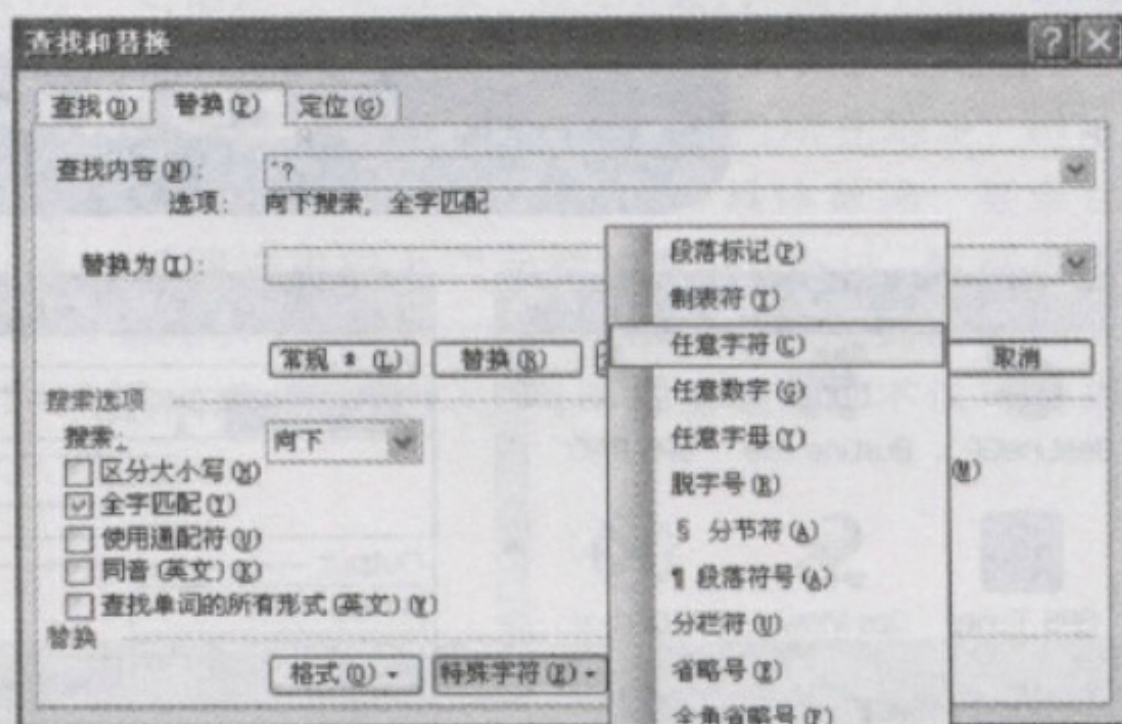 查找和替换
查找(D) 替换(P) 定位(G)
查找内容(N): ^?
选项: 向下搜索, 全字匹配
替换为(I):
常规 (L) 替换(R) 取消
搜索选项
搜索: 向下
区分大小写(H)
全字匹配(Y)
使用通配符(U)
同音(英文)(K)
查找单词的所有形式(英文)(W)
(M)
替换
格式(O) 特殊字符(E)
段落标记(P)
制表符(T)
任意字符(C)
任意数字(G)
任意字母(Y)
脱字号(R)
§ 分节符(A)
¶ 段落符号(A)
分栏符(U)
省略号(E)
全角省略号(F)